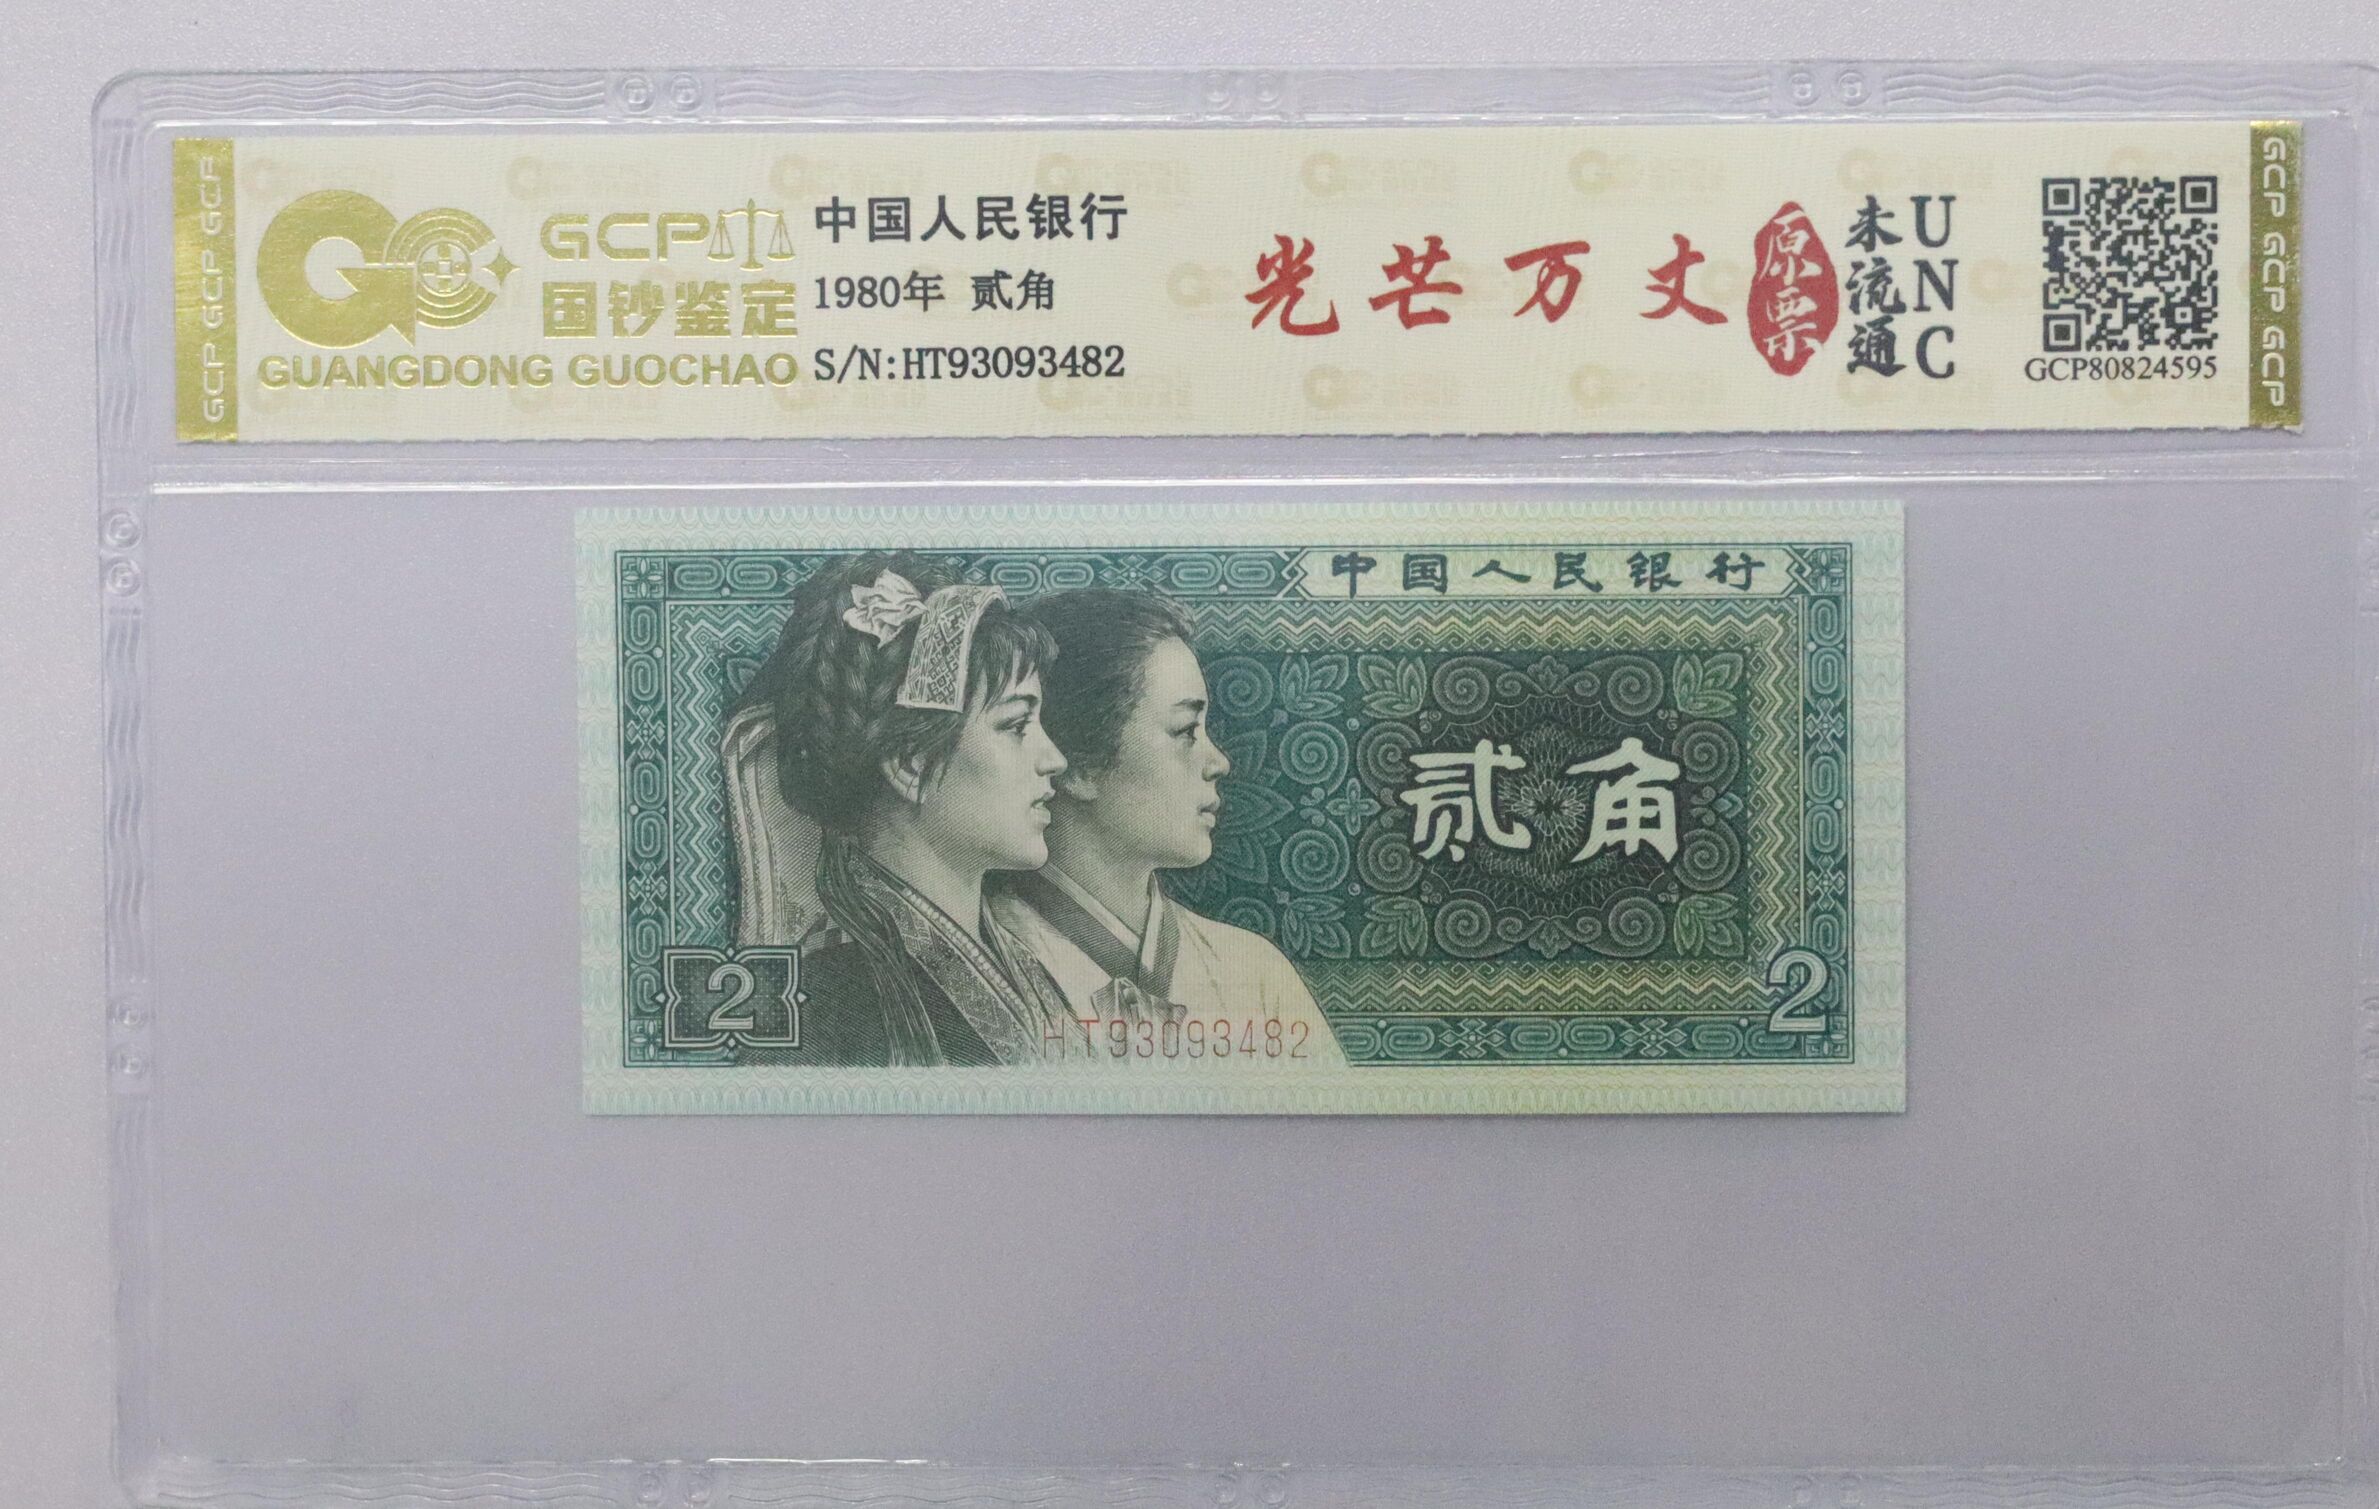 GCP
国钞鉴定
GUANGDONG GUOCHAO
中国人民银行
1980年 贰角
S/N:HT93093482
光芒万丈
原票
未流通
UNC
GCP80824595
GCP GCP GCP
GCP GCP GCP
中国人民银行
贰角
2
2
HT93093482